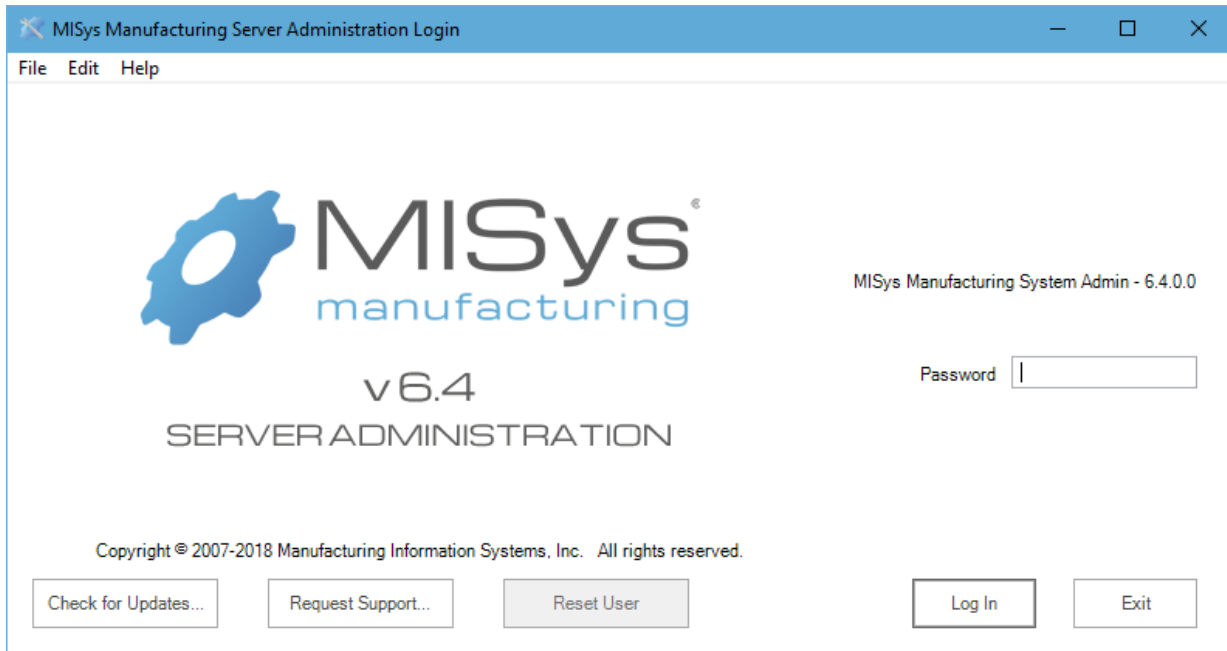 MISys Manufacturing Server Administration Login
File Edit Help
MISys
manufacturing
v 6.4
SERVER ADMINISTRATION
MISys Manufacturing System Admin - 6.4.0.0
Password
Copyright © 2007-2018 Manufacturing Information Systems, Inc. All rights reserved.
Check for Updates... Request Support... Reset User Log In Exit